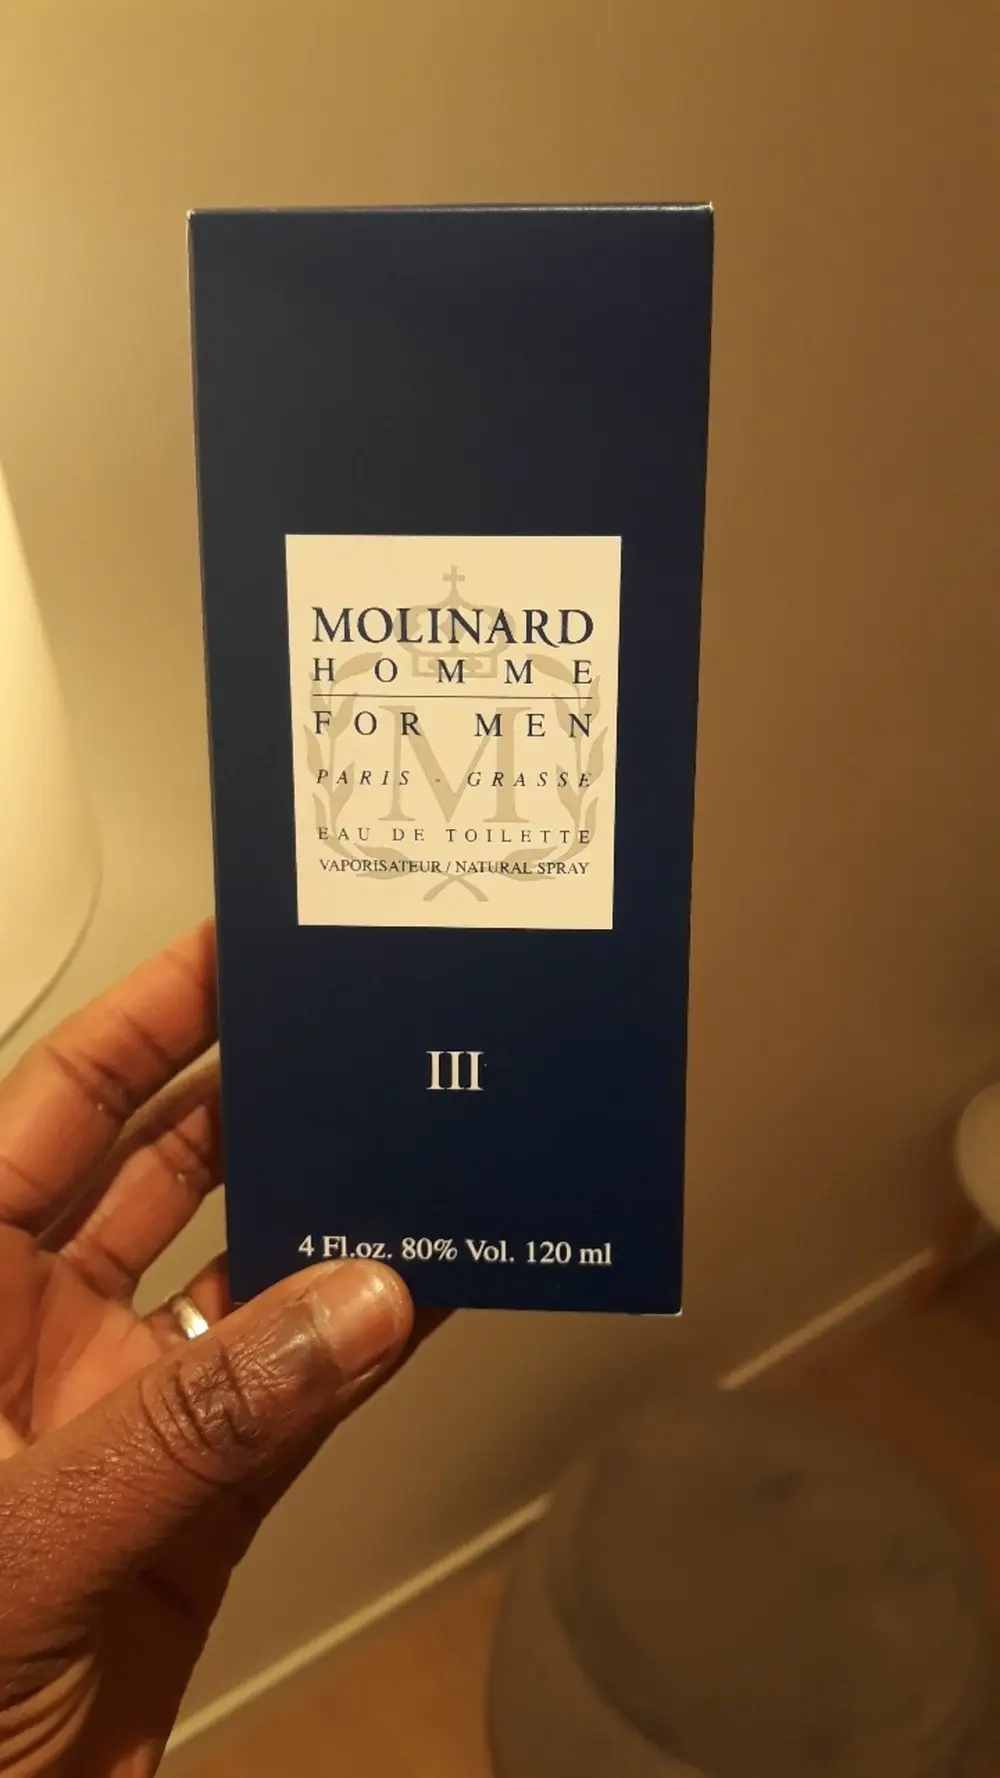 MOLINARD
HOMME
FOR MEN
PARIS - GRASSE
EAU DE TOILETTE
VAPORISATEUR / NATURAL SPRAY
M
III
4 Fl.oz. 80% Vol. 120 ml